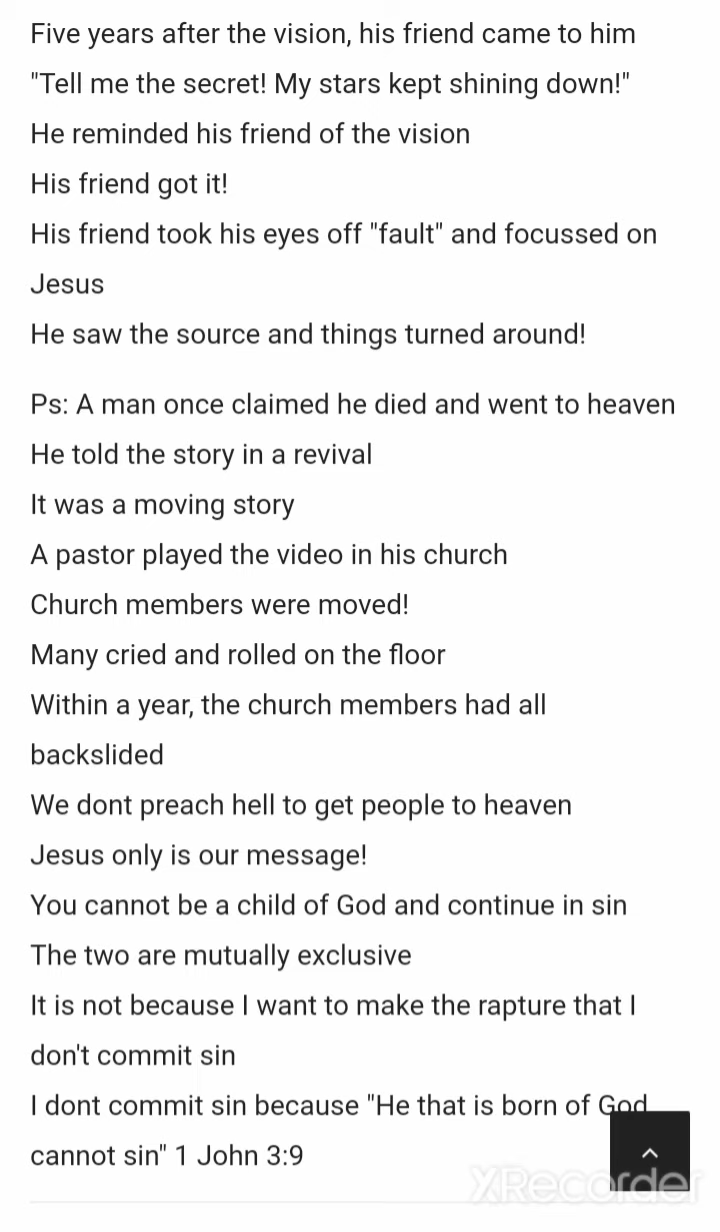 Five years after the vision, his friend came to him
"Tell me the secret! My stars kept shining down!"
He reminded his friend of the vision
His friend got it!
His friend took his eyes off "fault" and focussed on
Jesus
He saw the source and things turned around!
Ps: A man once claimed he died and went to heaven
He told the story in a revival
It was a moving story
A pastor played the video in his church
Church members were moved!
Many cried and rolled on the floor
Within a year, the church members had all
backslided
We dont preach hell to get people to heaven
Jesus only is our message!
You cannot be a child of God and continue in sin
The two are mutually exclusive
It is not because I want to make the rapture that I
don't commit sin
I dont commit sin because "He that is born of God
cannot sin" 1 John 3:9
XRecorder